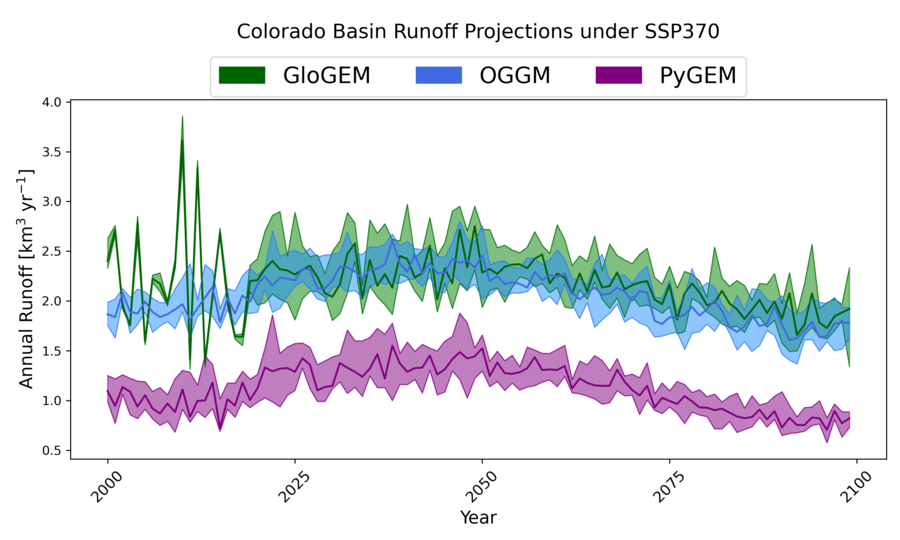 Colorado Basin Runoff Projections under SSP370
GloGEM OGGM PyGEM
4.0
3.5
3.0
2.5
2.0
1.5
1.0
0.5
Annual Runoff [km³ yr⁻¹]
2000 2025 2050 2075 2100
Year